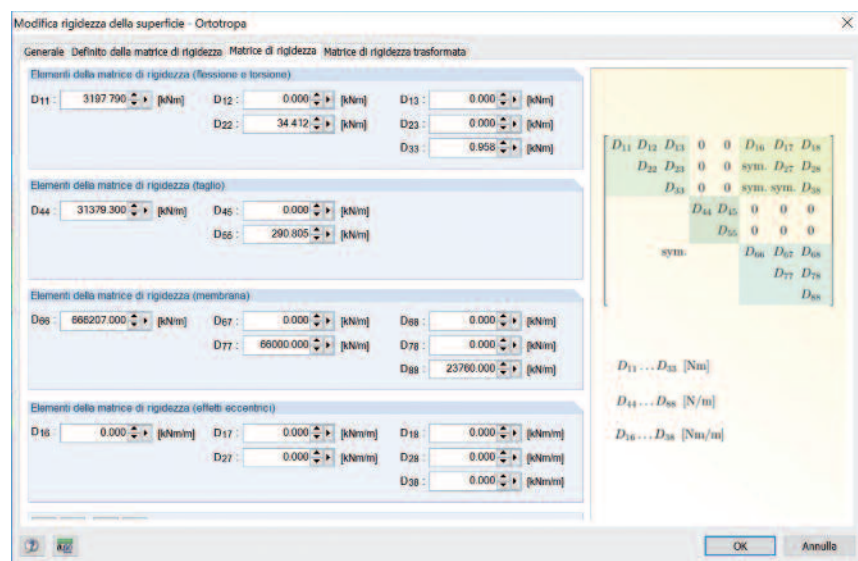 Modifica rigidezza della superficie - Ortotropa
Generale Definito dalla matrice di rigidezza Matrice di rigidezza Matrice di rigidezza trasformata
Elementi della matrice di rigidezza (flessione e torsione)
D11 : 3197.790 [kNm] D12 : 0.000 [kNm] D13 : 0.000 [kNm]
D22 : 34.412 [kNm] D23 : 0.000 [kNm]
D33 : 0.958 [kNm]
Elementi della matrice di rigidezza (taglio)
D44 : 31379.300 [kN/m] D45 : 0.000 [kN/m]
D55 : 290.805 [kN/m]
Elementi della matrice di rigidezza (membrana)
D66 : 666207.000 [kN/m] D67 : 0.000 [kN/m] D68 : 0.000 [kN/m]
D77 : 66000.000 [kN/m] D78 : 0.000 [kN/m]
D88 : 23760.000 [kN/m]
Elementi della matrice di rigidezza (effetti eccentrici)
D16 : 0.000 [kNm/m] D17 : 0.000 [kNm/m] D18 : 0.000 [kNm/m]
D27 : 0.000 [kNm/m] D28 : 0.000 [kNm/m]
D38 : 0.000 [kNm/m]
D11 D12 D13 0 0 D16 D17 D18
D22 D23 0 0 sym. D27 D28
D33 0 0 sym. sym. D38
D44 D45 0 0 0
D55 0 0 0
sym. D66 D67 D68
D77 D78
D88
D11 … D33 [Nm]
D44 … D88 [N/m]
D16 … D38 [Nm/m]
OK Annulla